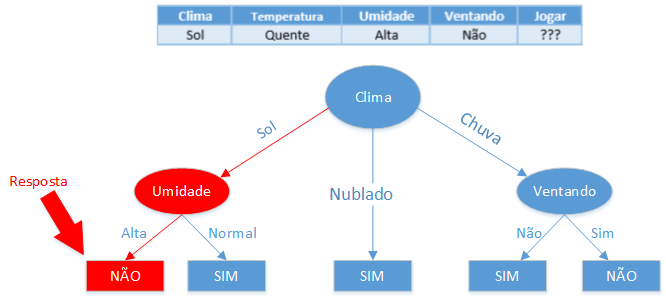 Clima Temperatura Umidade Ventando Jogar
Sol Quente Alta Não ???
Clima
Sol
Chuva
Resposta
Umidade
Nublado
Ventando
Alta Normal Não Sim
NÃO SIM SIM SIM NÃO